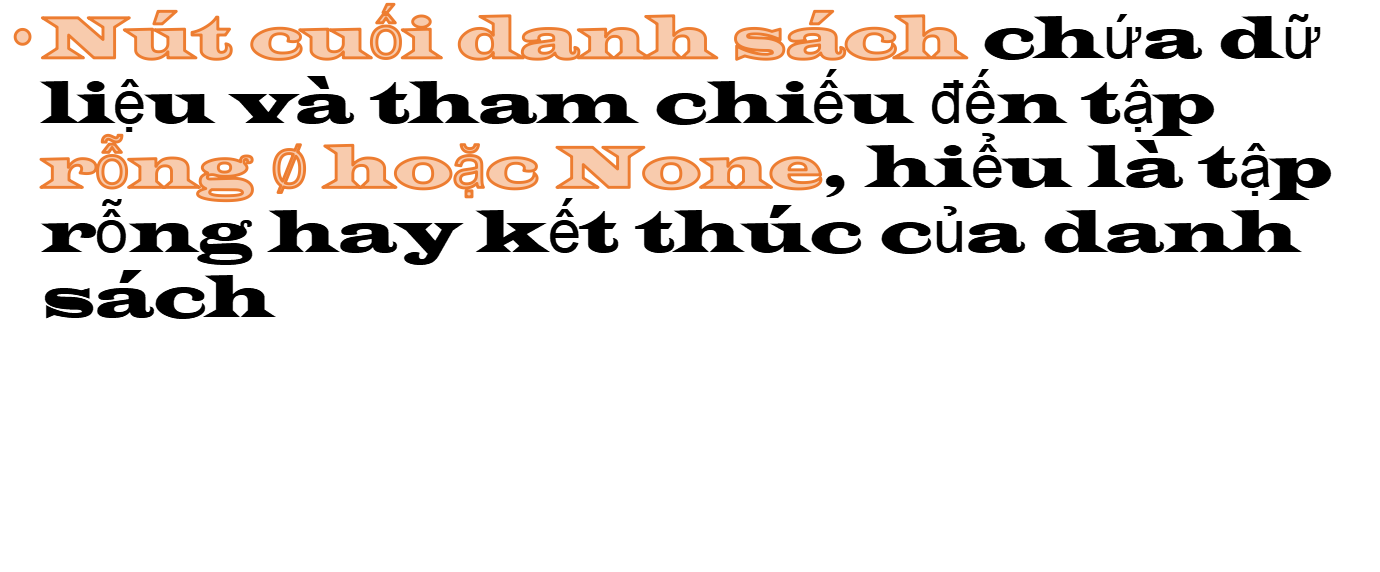 • Nút cuối danh sách chứa dữ
liệu và tham chiếu đến tập
rỗng ∅ hoặc None, hiểu là tập
rỗng hay kết thúc của danh
sách